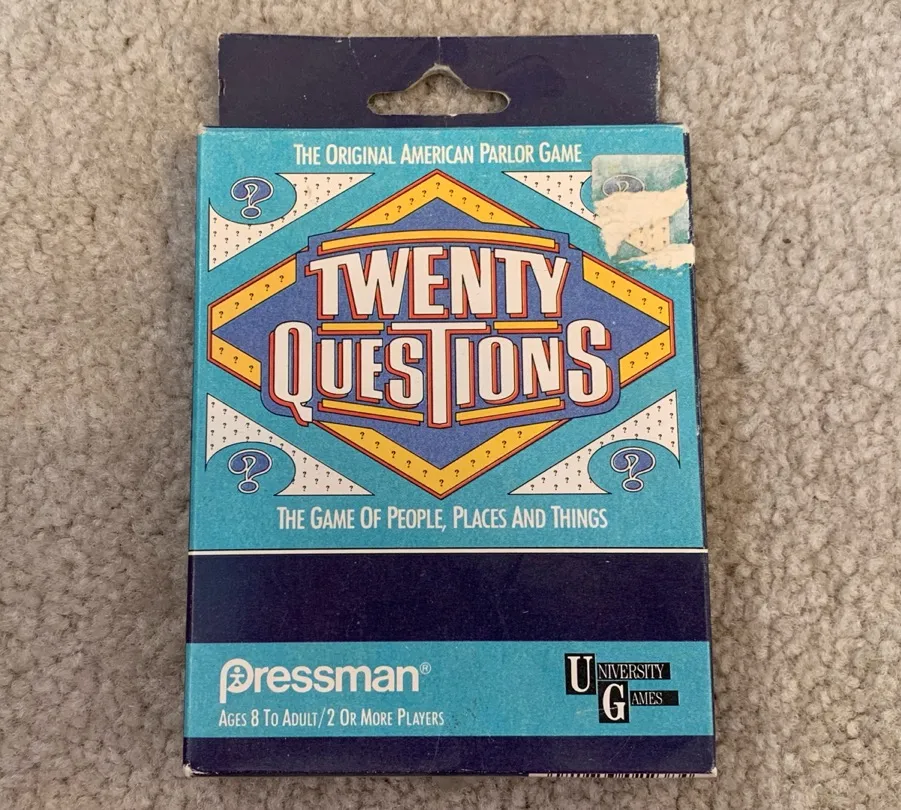 The Original American Parlor Game
TWENTY
QUESTIONS
The Game Of People, Places And Things
Pressman®
Ages 8 To Adult/2 Or More Players
University
Games